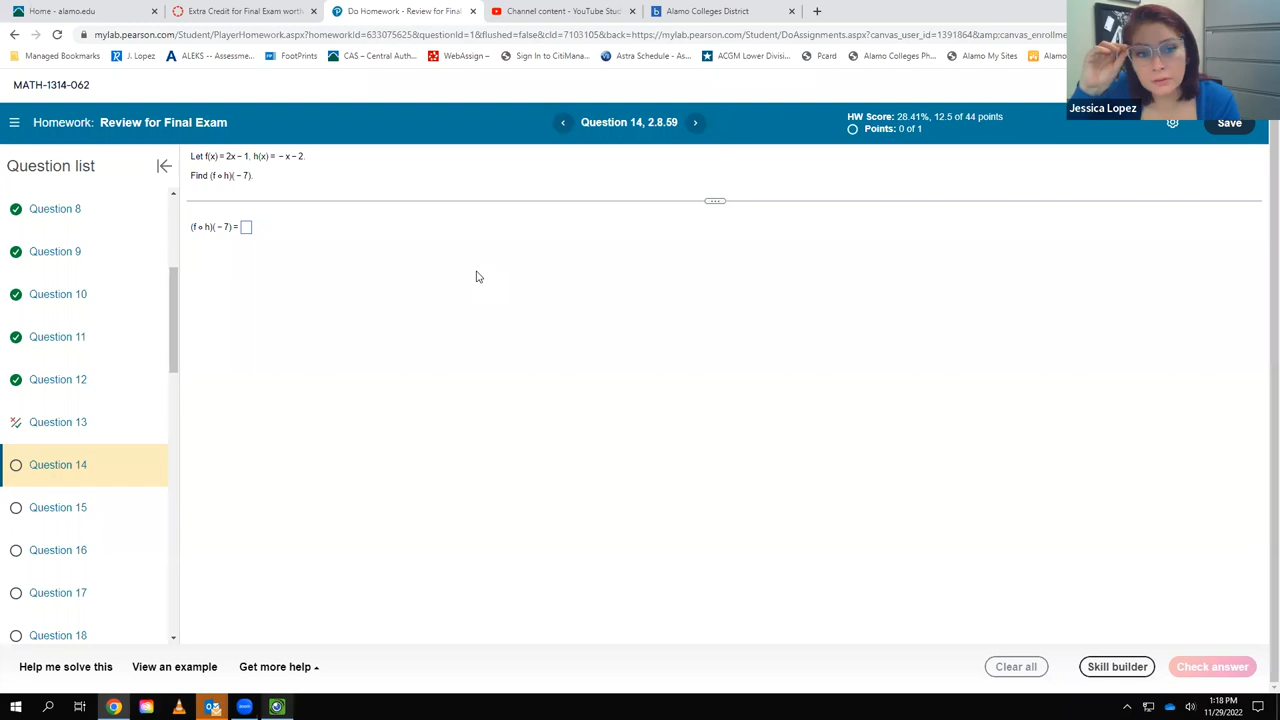 Home - alamo.edu
Extra Credit for Final Exam worth
Do Homework - Review for Final
Channel content - YouTube Stud
Alamo Colleges District
mylab.pearson.com/Student/PlayerHomework.aspx?homeworkId=633075625&questionId=1&flushed=false&cId=7103105&back=https://mylab.pearson.com/Student/DoAssignments.aspx?canvas_user_id=1391864&amp;canvas_enrollme
Managed Bookmarks
J. Lopez
ALEKS -- Assessme...
FootPrints
CAS – Central Auth...
WebAssign –
Sign In to CitiMana...
Astra Schedule - As...
ACGM Lower Divisi...
Alamo Colleges Ph...
Pcard
Alamo My Sites
Alamo
Jessica Lopez
MATH-1314-062
Homework: Review for Final Exam
Question 14, 2.8.59
HW Score: 28.41%, 12.5 of 44 points
Points: 0 of 1
Save
Question list
Question 8
Question 9
Question 10
Question 11
Question 12
Question 13
Question 14
Question 15
Question 16
Question 17
Question 18
Let f(x) = 2x − 1, h(x) = − x − 2.
Find (f ∘ h)( − 7).
(f ∘ h)( − 7) =
Help me solve this
View an example
Get more help
Clear all
Skill builder
Check answer
1:18 PM
11/29/2022